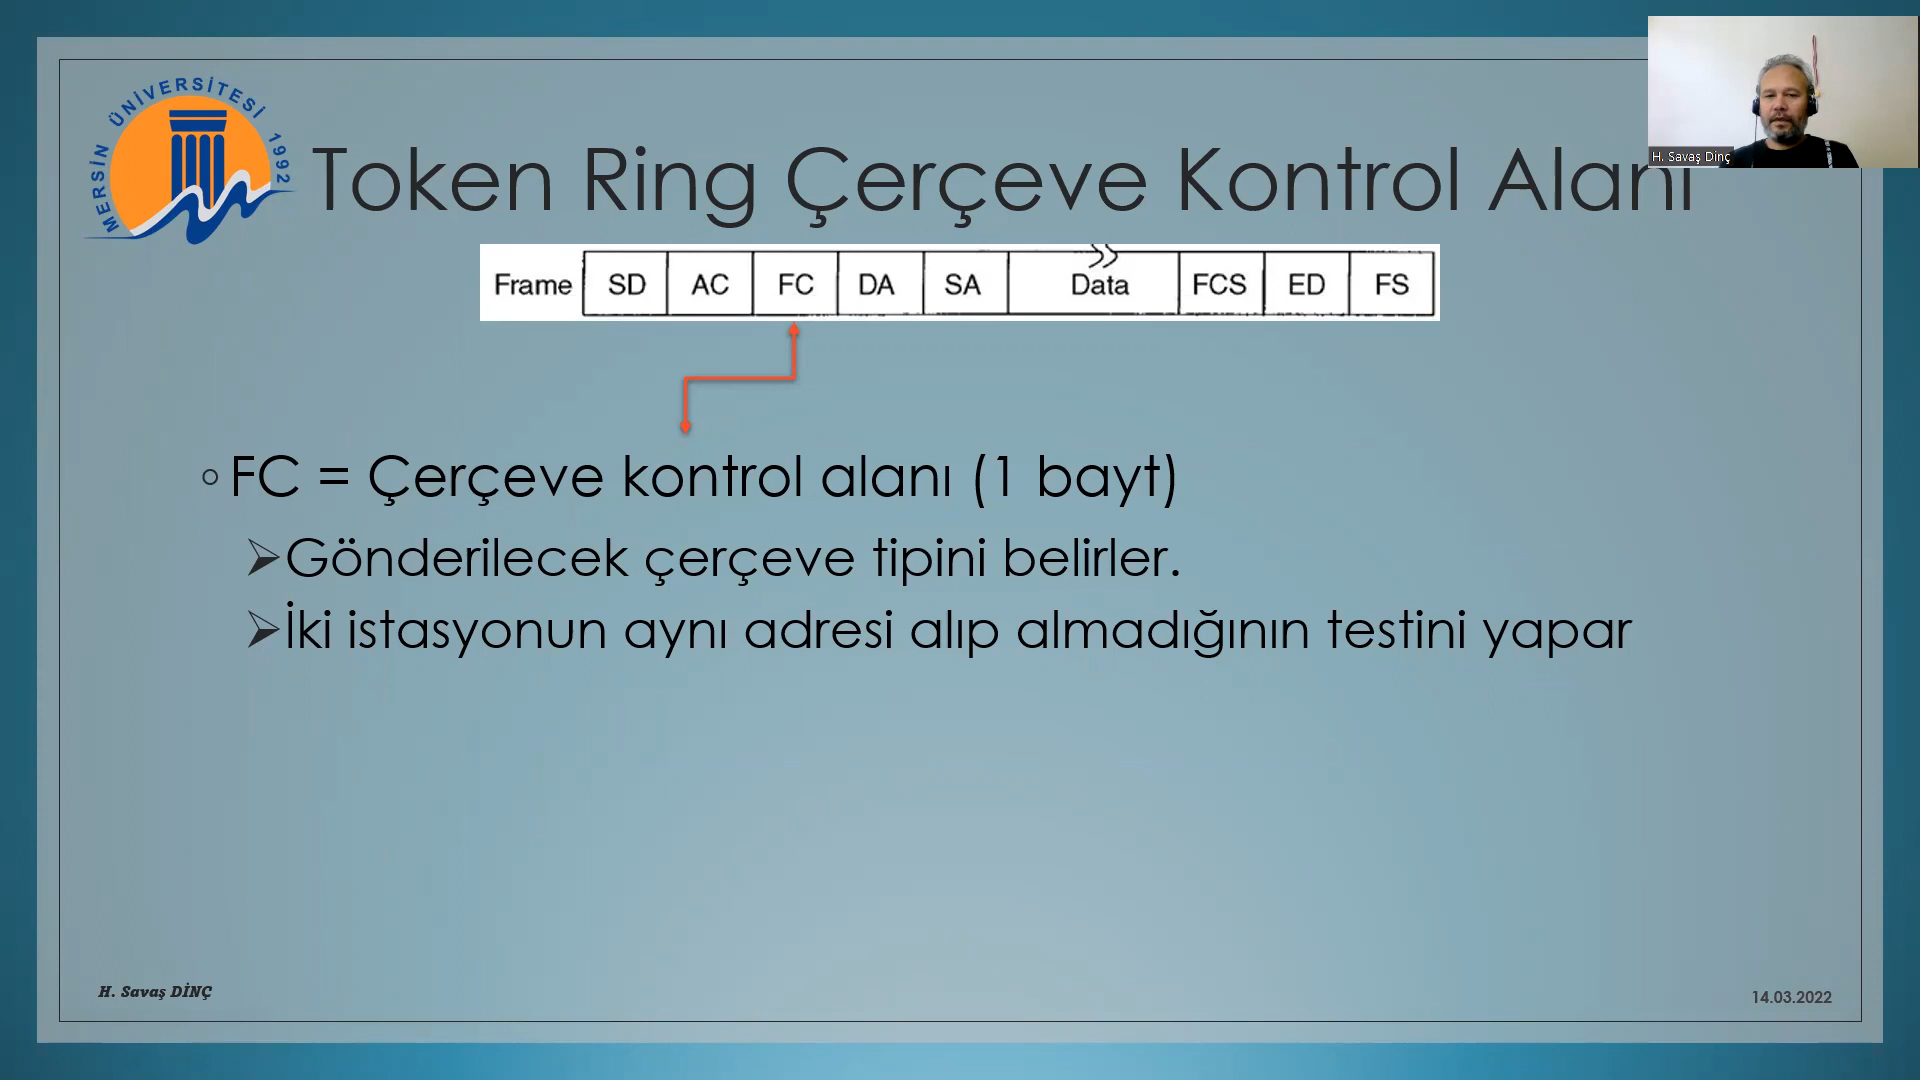 MERSİN ÜNİVERSİTESİ 1992
H. Savaş Dinç
Token Ring Çerçeve Kontrol Alanı
Frame SD AC FC DA SA Data FCS ED FS
◦ FC = Çerçeve kontrol alanı (1 bayt)
➢ Gönderilecek çerçeve tipini belirler.
➢ İki istasyonun aynı adresi alıp almadığının testini yapar
H. Savaş DİNÇ
14.03.2022